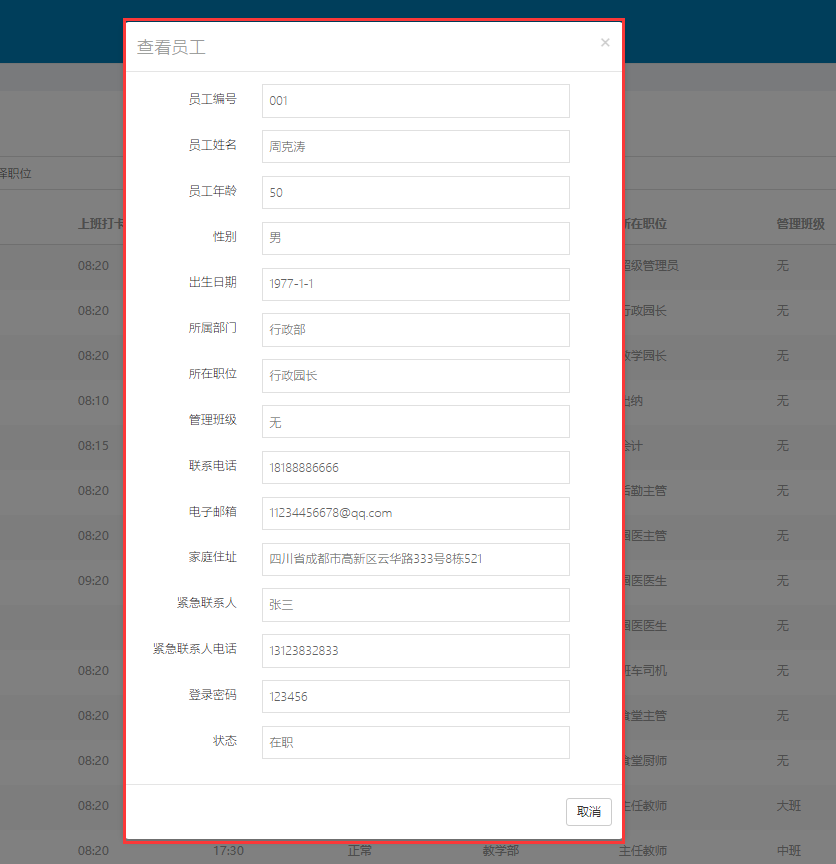 查看员工 ×
员工编号 001
员工姓名 周克涛
员工年龄 50
性别 男
出生日期 1977-1-1
所属部门 行政部
所在职位 行政园长
管理班级 无
联系电话 18188886666
电子邮箱 11234456678@qq.com
家庭住址 四川省成都市高新区云华路333号8栋521
紧急联系人 张三
紧急联系人电话 13123832833
登录密码 123456
状态 在职
取消
择职位
上班打卡 所在职位 管理班级
08:20 超级管理员 无
08:20 行政园长 无
08:20 教学园长 无
08:10 出纳 无
08:15 会计 无
08:20 后勤主管 无
08:20 园医主管 无
09:20 园医医生 无
园医医生 无
08:20 班车司机 无
08:20 食堂主管 无
08:20 食堂厨师 无
08:20 主任教师 大班
08:20 17:30 正常 教学部 主任教师 中班